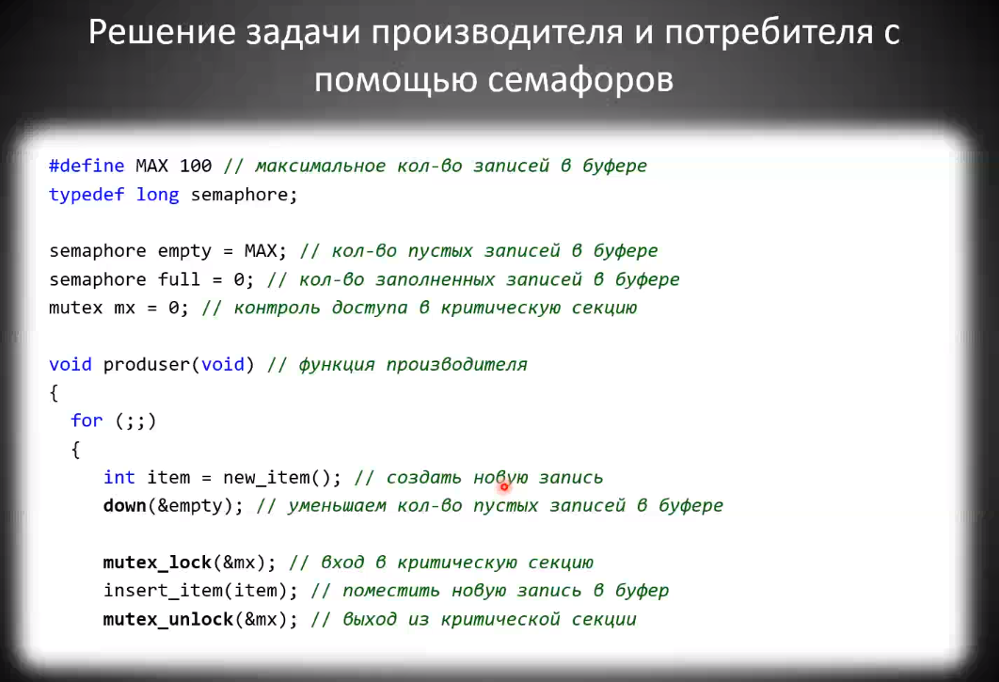 Решение задачи производителя и потребителя с
помощью семафоров
#define MAX 100 // максимальное кол-во записей в буфере
typedef long semaphore;
semaphore empty = MAX; // кол-во пустых записей в буфере
semaphore full = 0; // кол-во заполненных записей в буфере
mutex mx = 0; // контроль доступа в критическую секцию
void produser(void) // функция производителя
{
for (;;)
{
int item = new_item(); // создать новую запись
down(&empty); // уменьшаем кол-во пустых записей в буфере
mutex_lock(&mx); // вход в критическую секцию
insert_item(item); // поместить новую запись в буфер
mutex_unlock(&mx); // выход из критической секции